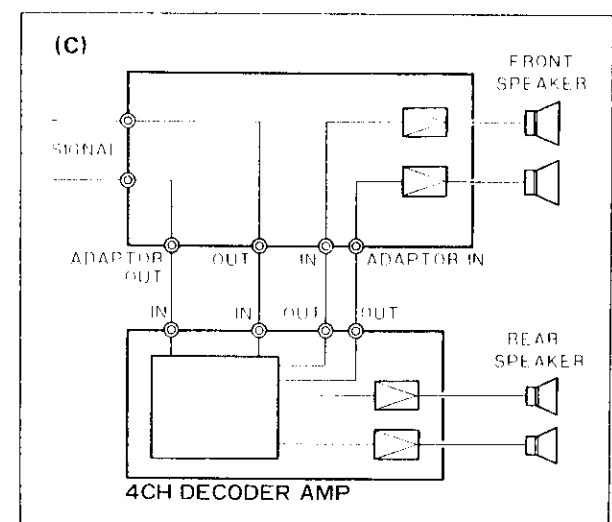 (C)
FRONT
SPEAKER
SIGNAL
ADAPTOR
OUT
OUT
IN
ADAPTOR IN
IN
IN
OUT
OUT
REAR
SPEAKER
4CH DECODER AMP